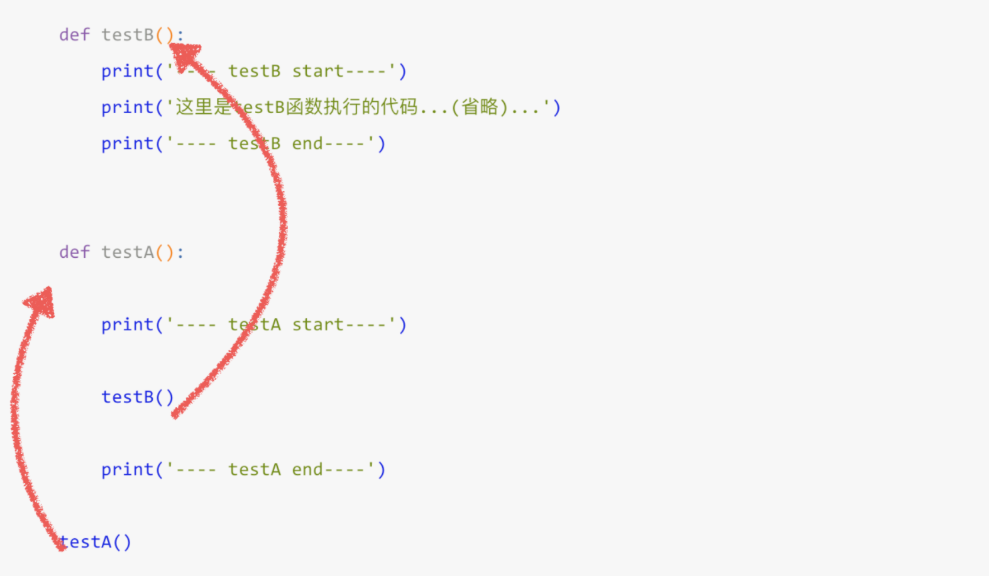 def testB():
    print('---- testB start----')
    print('这里是testB函数执行的代码...(省略)...')
    print('---- testB end----')
def testA():
    print('---- testA start----')
    testB()
    print('---- testA end----')
testA()